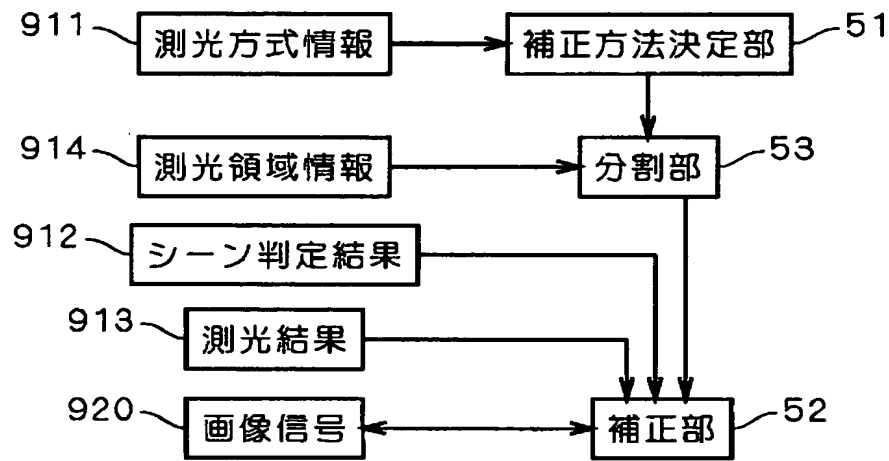 911 測光方式情報 補正方法決定部 51
914 測光領域情報 分割部 53
912 シーン判定結果
913 測光結果
920 画像信号 補正部 52